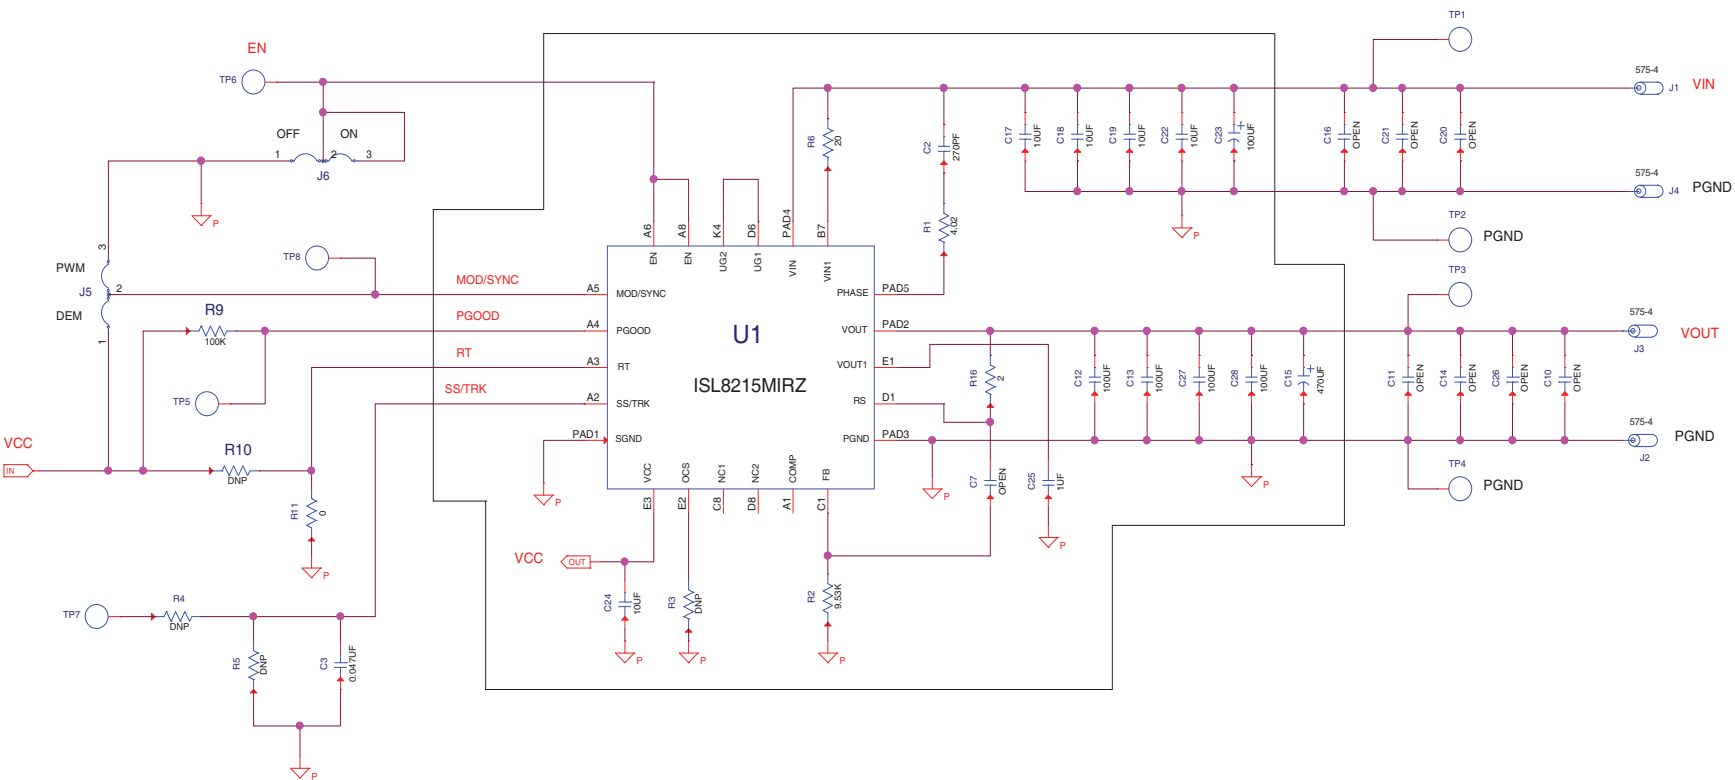 EN
TP6
OFF
ON
1
2
3
J6
P
3
PWM
J5
2
DEM
1
TP8
MOD/SYNC
R9
100K
PGOOD
RT
SS/TRK
TP5
VCC
IN
R10
DNP
R11
0
P
TP7
R4
DNP
R5
DNP
C3
0.047UF
P
A6
A8
K4
D6
PAD4
B7
EN
EN
UG2
UG1
VIN
VIN1
A5
MOD/SYNC
A4
PGOOD
A3
RT
A2
SS/TRK
PAD1
SGND
P
U1
ISL8215MIRZ
PHASE
PAD5
VOUT
PAD2
VOUT1
E1
RS
D1
PGND
PAD3
VCC
OCS
NC1
NC2
COMP
FB
E3
E2
C8
D8
A1
C1
VCC
OUT
C24
10UF
P
R3
DNP
P
R2
9.53K
P
R6
20
C2
270PF
R1
4.02
C17
10UF
C18
10UF
C19
10UF
C22
10UF
C23
+
100UF
C16
OPEN
C21
OPEN
C20
OPEN
P
TP1
575-4
J1
VIN
575-4
J4
PGND
TP2
PGND
TP3
R16
2
C7
OPEN
C25
1UF
P
P
C12
100UF
C13
100UF
C27
100UF
C28
100UF
C15
+
470UF
C11
OPEN
C14
OPEN
C26
OPEN
C10
OPEN
P
575-4
J3
VOUT
575-4
J2
PGND
TP4
PGND